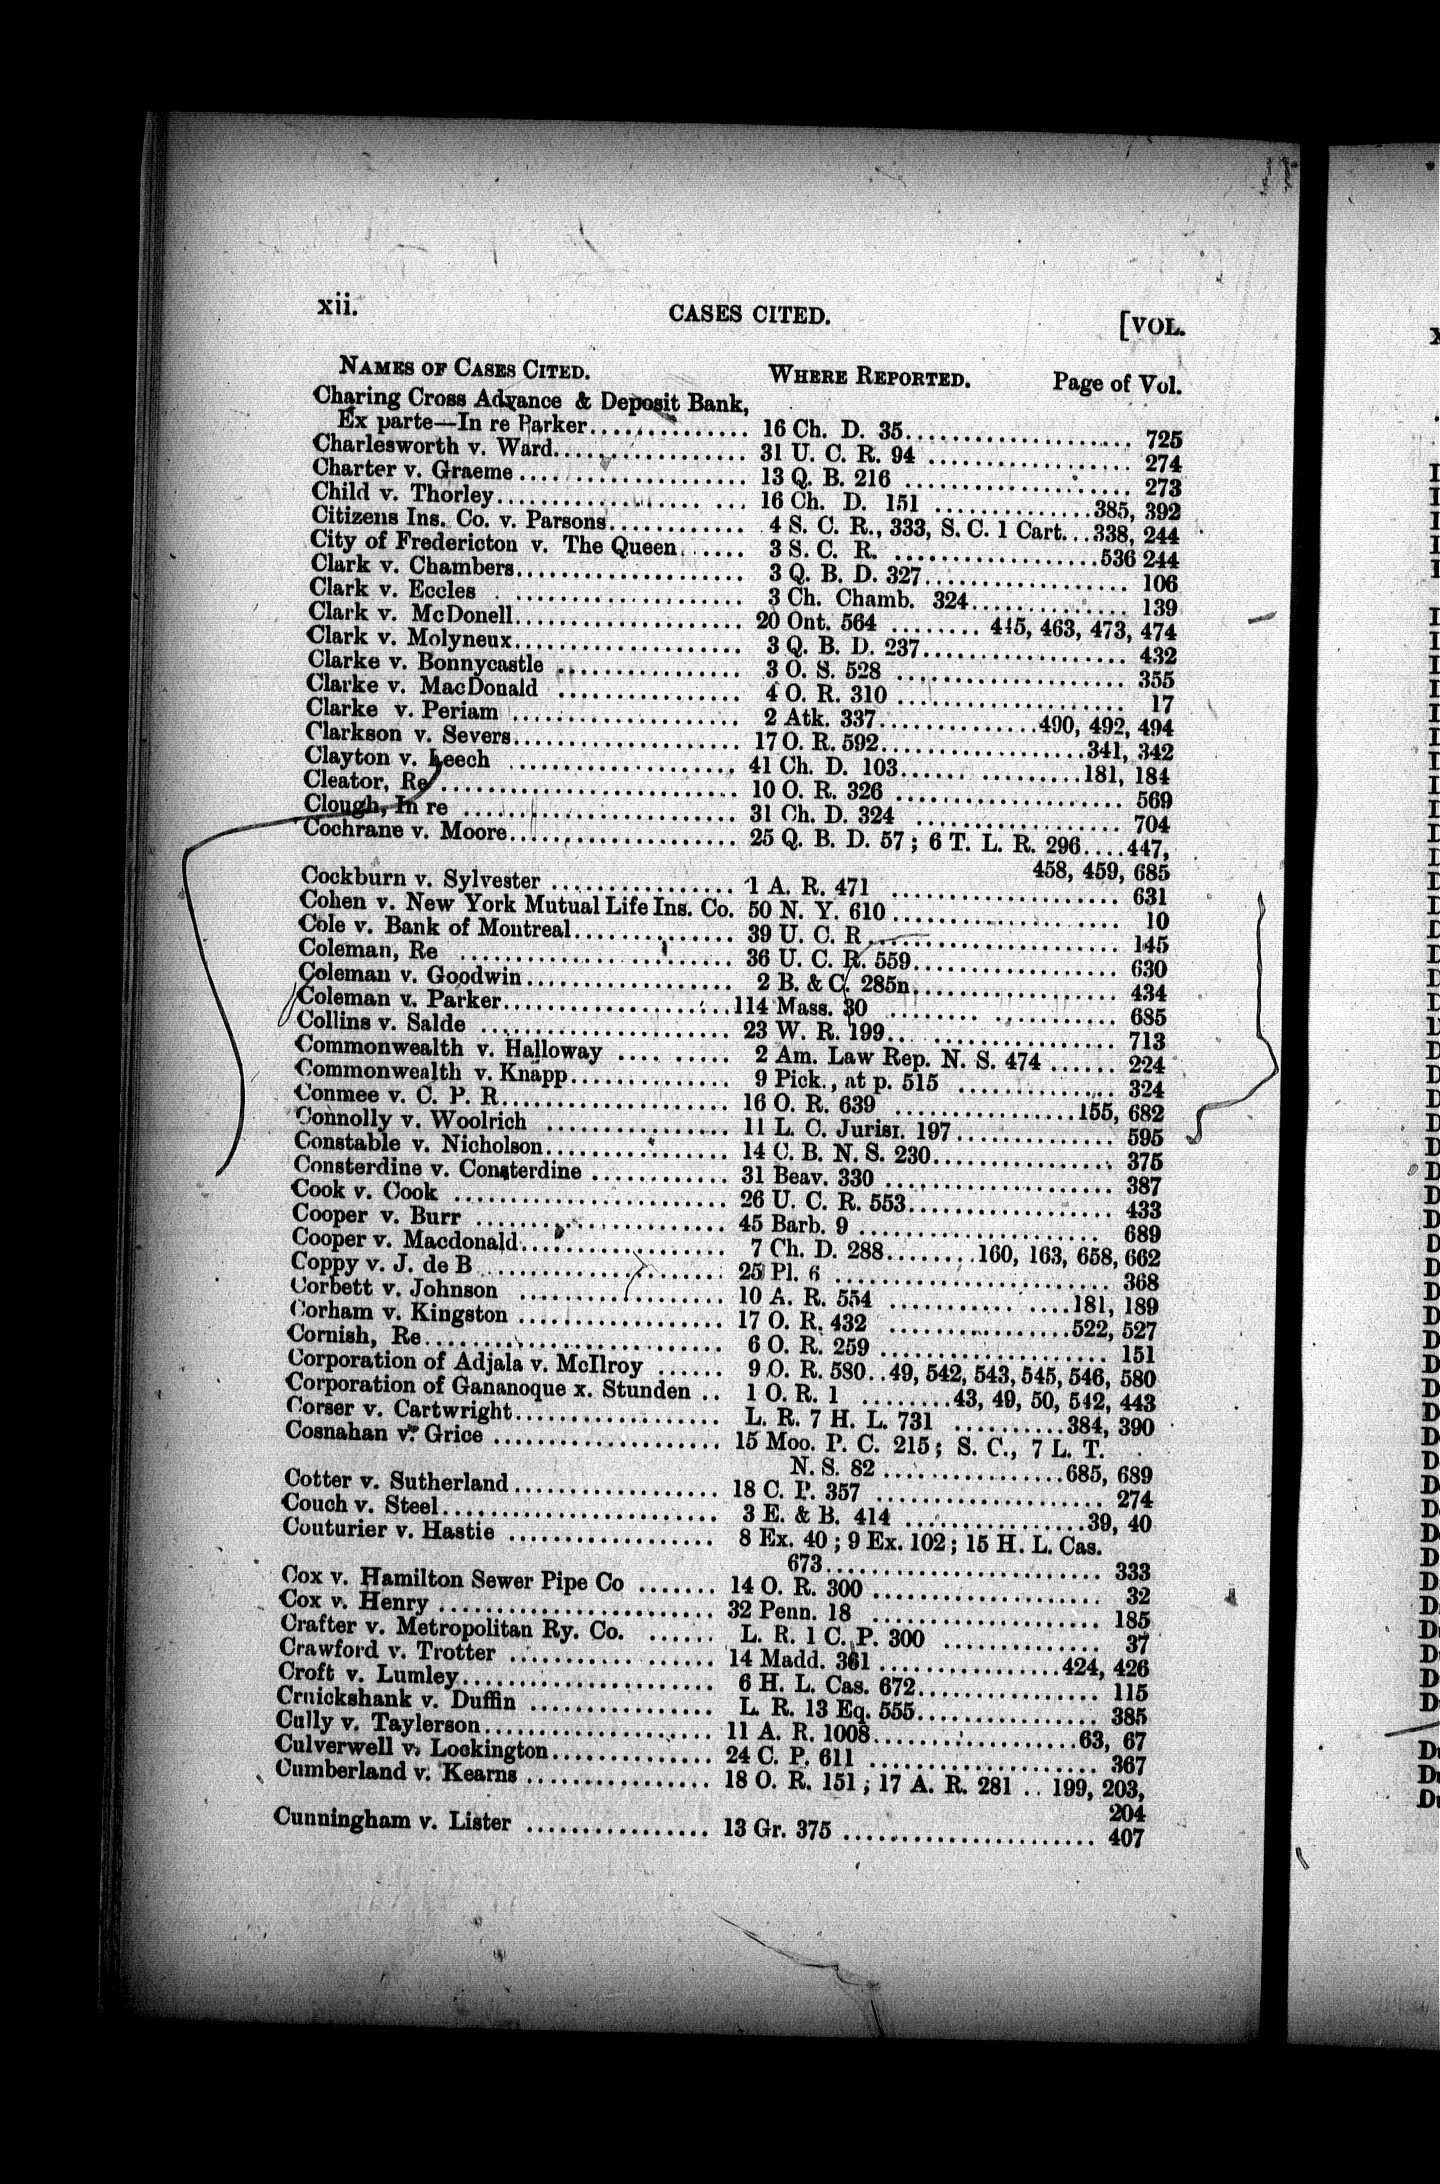 xii. CASES CITED. [VOL.
NAMES OF CASES CITED. WHERE REPORTED. Page of Vol.
Charing Cross Advance & Deposit Bank,
Ex parte—In re Parker.............. 16 Ch. D. 35.................... 725
Charlesworth v. Ward................. 31 U. C. R. 94 .................. 274
Charter v. Graeme .................... 13 Q. B. 216 .................... 273
Child v. Thorley...................... 16 Ch. D. 151 ..............385, 392
Citizens Ins. Co. v. Parsons............ 4 S. C. R., 333, S. C. 1 Cart...338, 244
City of Fredericton v. The Queen....... 3 S. C. R. ..................536 244
Clark v. Chambers.................... 3 Q. B. D. 327.................. 106
Clark v. Eccles ...................... 3 Ch. Chamb. 324.............. 139
Clark v. McDonell.................... 20 Ont. 564 ........ 445, 463, 473, 474
Clark v. Molyneux.................... 3 Q. B. D. 237.................. 432
Clarke v. Bonnycastle ................ 3 O. S. 528 .................... 355
Clarke v. MacDonald ................ 4 O. R. 310 .................... 17
Clarke v. Periam .................... 2 Atk. 337..............490, 492, 494
Clarkson v. Severs.................... 17 O. R. 592..................341, 342
Clayton v. Leech .................... 41 Ch. D. 103................181, 184
Cleator, Re .......................... 10 O. R. 326 .................... 569
Clough, In re ........................ 31 Ch. D. 324 .................. 704
Cochrane v. Moore.................... 25 Q. B. D. 57 ; 6 T. L. R. 296....447,
458, 459, 685
Cockburn v. Sylvester ................ 1 A. R. 471 .................... 631
Cohen v. New York Mutual Life Ins. Co. 50 N. Y. 610 .................... 10
Cole v. Bank of Montreal.............. 39 U. C. R...................... 145
Coleman, Re ........................ 36 U. C. R. 559.................. 630
Coleman v. Goodwin.................. 2 B. & C. 285n.................. 434
Coleman v. Parker....................114 Mass. 30 .................... 685
Collins v. Salde ...................... 23 W. R. 199.................... 713
Commonwealth v. Halloway .......... 2 Am. Law Rep. N. S. 474 ...... 224
Commonwealth v. Knapp.............. 9 Pick., at p. 515 .............. 324
Conmee v. C. P. R.................... 16 O. R. 639 ................155, 682
Connolly v. Woolrich ................ 11 L. C. Jurist. 197.............. 595
Constable v. Nicholson................ 14 C. B. N. S. 230................ 375
Consterdine v. Consterdine ............ 31 Beav. 330 .................... 387
Cook v. Cook ........................ 26 U. C. R. 553.................. 433
Cooper v. Burr ...................... 45 Barb. 9 ...................... 689
Cooper v. Macdonald.................. 7 Ch. D. 288........160, 163, 658, 662
Coppy v. J. de B ...................... 25 Pl. 6 ........................ 368
Corbett v. Johnson .................. 10 A. R. 554 ................181, 189
Corham v. Kingston .................. 17 O. R. 432 ................522, 527
Cornish, Re.......................... 6 O. R. 259 .................... 151
Corporation of Adjala v. McIlroy ...... 9 O. R. 580..49, 542, 543, 545, 546, 580
Corporation of Gananoque x. Stunden .. 1 O. R. 1 ........43, 49, 50, 542, 443
Corser v. Cartwright.................. L. R. 7 H. L. 731 ..........384, 390
Cosnahan v. Grice .................... 15 Moo. P. C. 215 ; S. C., 7 L. T.
N. S. 82 ................685, 689
Cotter v. Sutherland.................. 18 C. P. 357 .................... 274
Couch v. Steel........................ 3 E. & B. 414 ................39, 40
Couturier v. Hastie .................. 8 Ex. 40 ; 9 Ex. 102 ; 15 H. L. Cas.
673........................ 333
Cox v. Hamilton Sewer Pipe Co ....... 14 O. R. 300 .................... 32
Cox v. Henry ........................ 32 Penn. 18 .................... 185
Crafter v. Metropolitan Ry. Co. ...... L. R. 1 C. P. 300 .............. 37
Crawford v. Trotter .................. 14 Madd. 361 ................424, 426
Croft v. Lumley...................... 6 H. L. Cas. 672................ 115
Cruickshank v. Duffin ................ L. R. 13 Eq. 555................ 385
Cully v. Taylerson.................... 11 A. R. 1008..................63, 67
Culverwell v. Lockington.............. 24 C. P. 611 .................... 367
Cumberland v. Kearns ................ 18 O. R. 151 ; 17 A. R. 281 .. 199, 203,
204
Cunningham v. Lister ................ 13 Gr. 375 ...................... 407